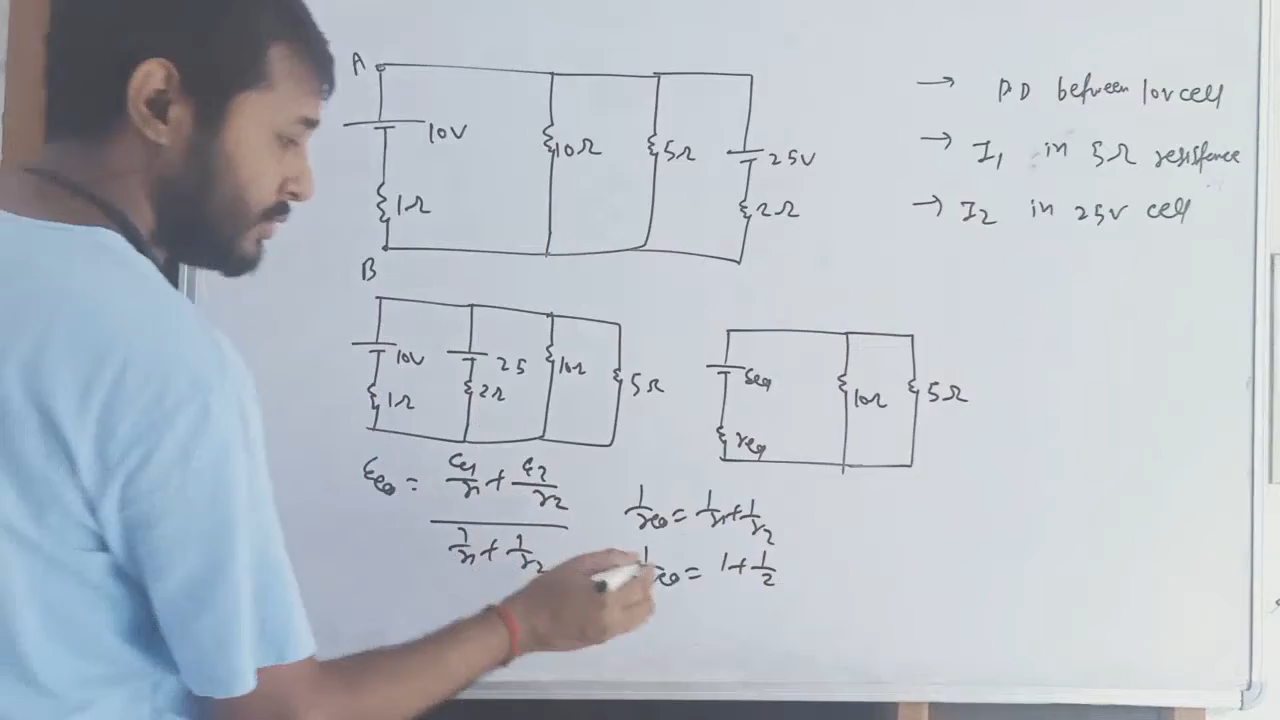 A
10V
1Ω
10Ω
5Ω
25V
2Ω
B
→ PD between 10V cell
→ I₁ in 5Ω resistence
→ I₂ in 25V cell
10V
1Ω
25
2Ω
10Ω
5Ω
εeq
req
10Ω
5Ω
εeq = ε₁/r₁ + ε₂/r₂
1/r₁ + 1/r₂
1/req = 1/r₁ + 1/r₂
1/req = 1 + 1/2